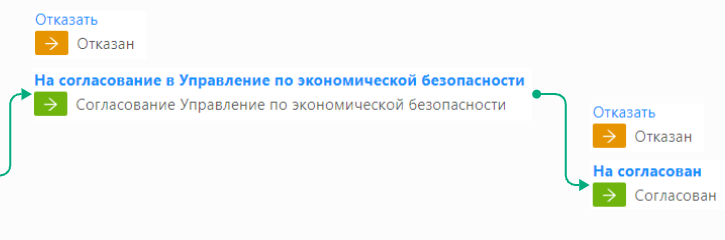 Отказать
Отказан
На согласование в Управление по экономической безопасности
Согласование Управление по экономической безопасности
Отказать
Отказан
На согласован
Согласован